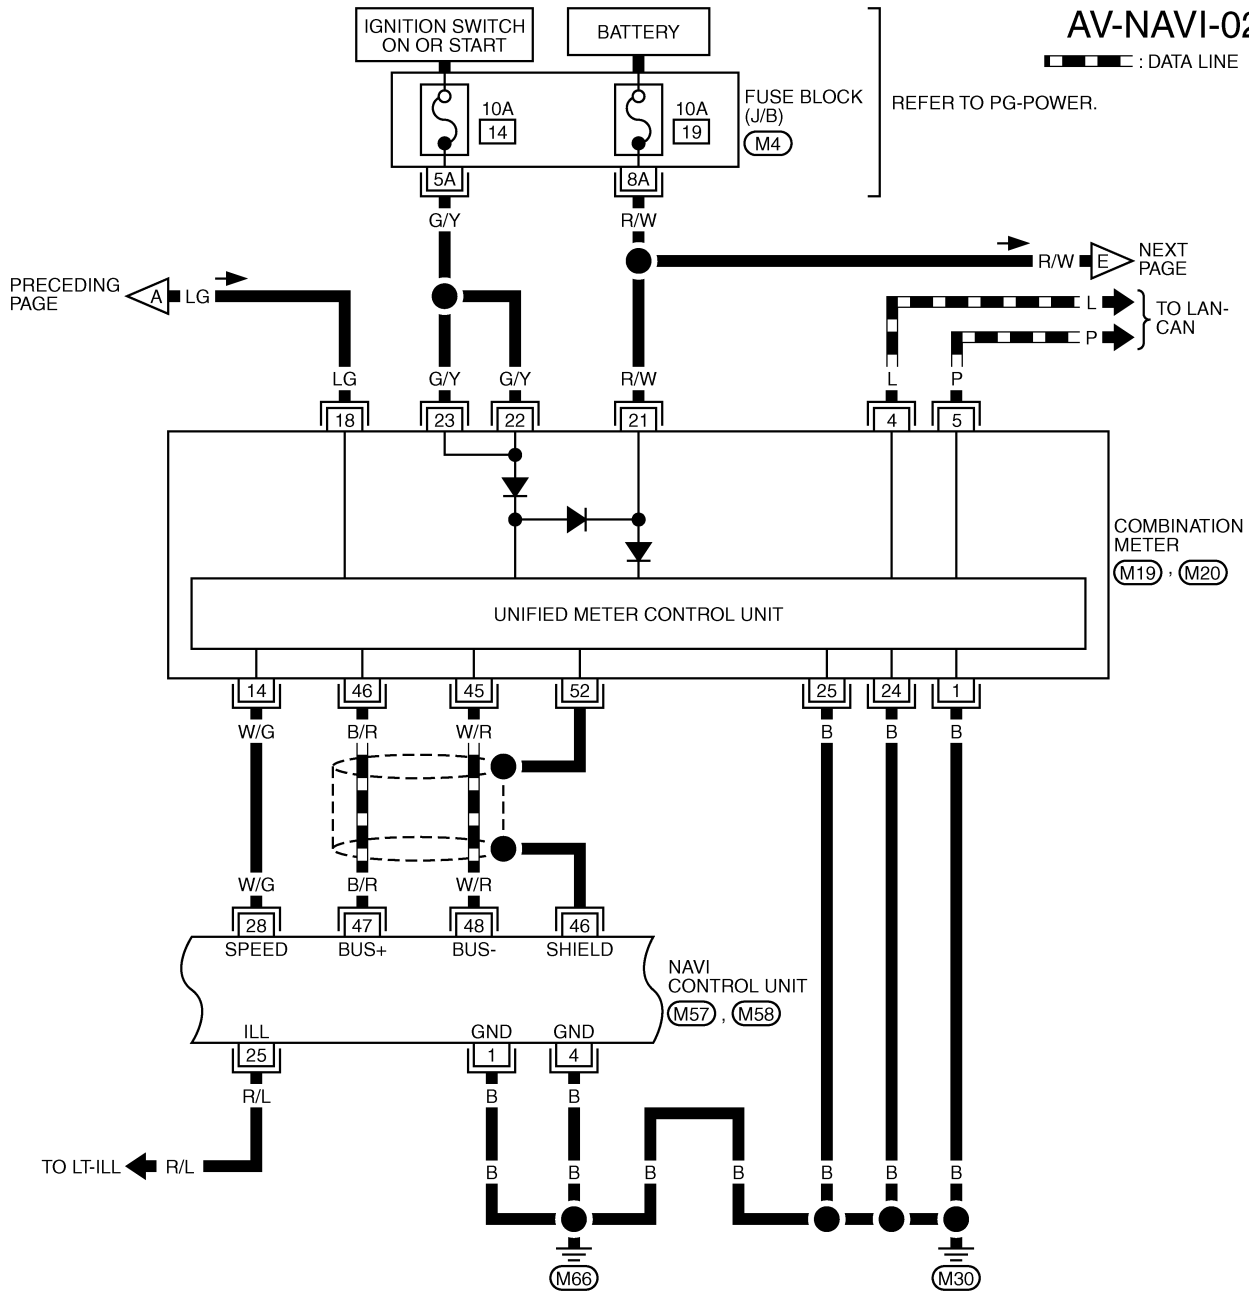 IGNITION SWITCH
ON OR START
BATTERY
AV-NAVI-02
: DATA LINE
10A
14
10A
19
FUSE BLOCK
(J/B)
M4
REFER TO PG-POWER.
5A
8A
G/Y
R/W
PRECEDING
PAGE
A
LG
R/W
E
NEXT
PAGE
L
P
TO LAN-
CAN
LG
G/Y
G/Y
R/W
L
P
18
23
22
21
4
5
COMBINATION
METER
M19 , M20
UNIFIED METER CONTROL UNIT
14
46
45
52
25
24
1
W/G
B/R
W/R
B
B
B
W/G
B/R
W/R
28
47
48
46
SPEED
BUS+
BUS-
SHIELD
NAVI
CONTROL UNIT
M57 , M58
ILL
GND
GND
25
1
4
R/L
B
B
TO LT-ILL
R/L
B
B
B
B
B
B
B
M66
M30